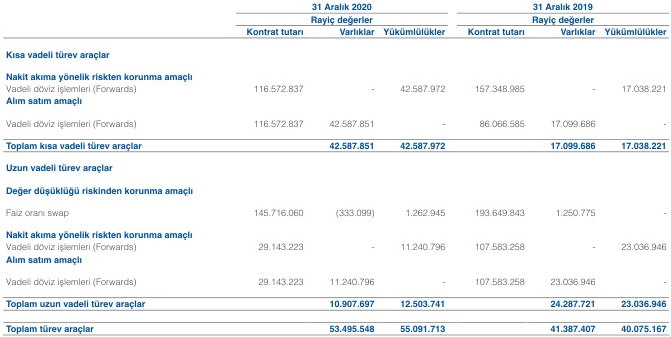 31 Aralık 2020 31 Aralık 2019
Rayiç değerler Rayiç değerler
Kontrat tutarı Varlıklar Yükümlülükler Kontrat tutarı Varlıklar Yükümlülükler
Kısa vadeli türev araçlar
Nakit akıma yönelik riskten korunma amaçlı
Vadeli döviz işlemleri (Forwards) 116.572.837 - 42.587.972 157.348.985 - 17.038.221
Alım satım amaçlı
Vadeli döviz işlemleri (Forwards) 116.572.837 42.587.851 - 86.066.585 17.099.686 -
Toplam kısa vadeli türev araçlar 42.587.851 42.587.972 17.099.686 17.038.221
Uzun vadeli türev araçlar
Değer düşüklüğü riskinden korunma amaçlı
Faiz oranı swap 145.716.060 (333.099) 1.262.945 193.649.843 1.250.775 -
Nakit akıma yönelik riskten korunma amaçlı
Vadeli döviz işlemleri (Forwards) 29.143.223 - 11.240.796 107.583.258 - 23.036.946
Alım satım amaçlı
Vadeli döviz işlemleri (Forwards) 29.143.223 11.240.796 - 107.583.258 23.036.946 -
Toplam uzun vadeli türev araçlar 10.907.697 12.503.741 24.287.721 23.036.946
Toplam türev araçlar 53.495.548 55.091.713 41.387.407 40.075.167